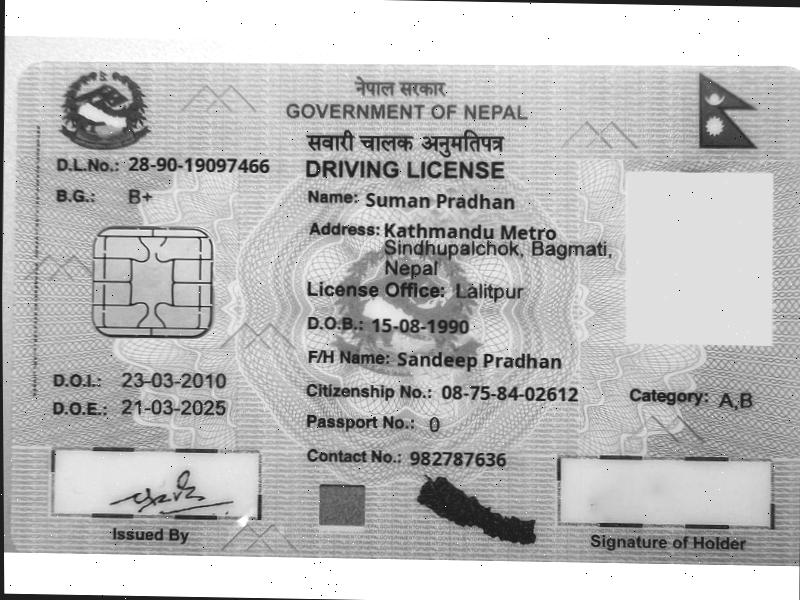 नेपाल सरकार
GOVERNMENT OF NEPAL
सवारी चालक अनुमतिपत्र
DRIVING LICENSE
D.L.No.: 28-90-19097466
B.G.: B+
Name: Suman Pradhan
Address: Kathmandu Metro
Sindhupalchok, Bagmati,
Nepal
License Office: Lalitpur
D.O.B.: 15-08-1990
F/H Name: Sandeep Pradhan
D.O.I.: 23-03-2010
D.O.E.: 21-03-2025
Citizenship No.: 08-75-84-02612
Category: A,B
Passport No.: 0
Contact No.: 982787636
Issued By
Signature of Holder